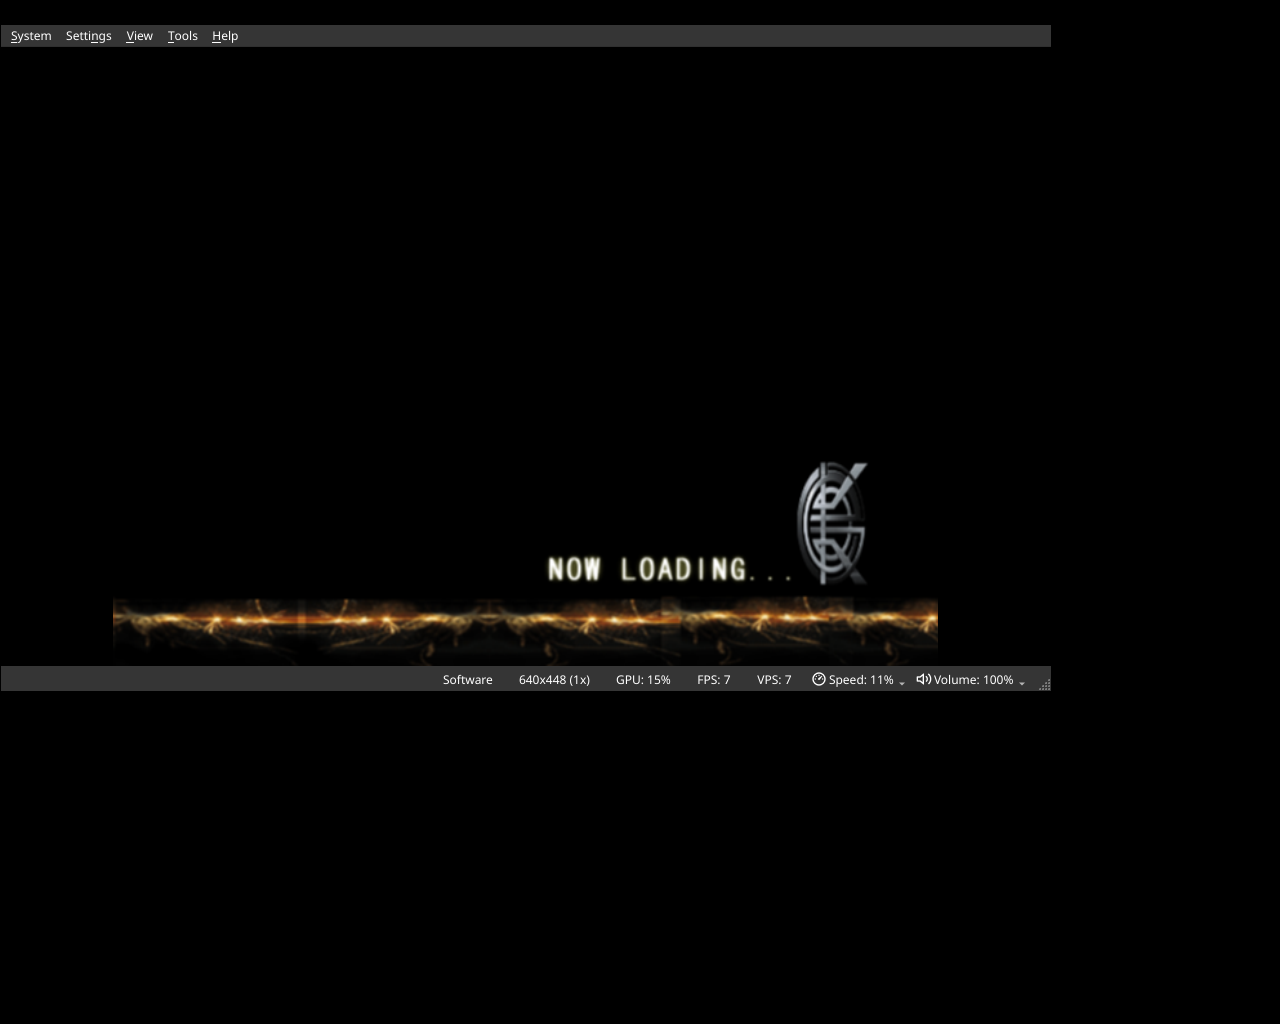 System Settings View Tools Help
NOW LOADING...
Software 640x448 (1x) GPU: 15% FPS: 7 VPS: 7 Speed: 11% Volume: 100%